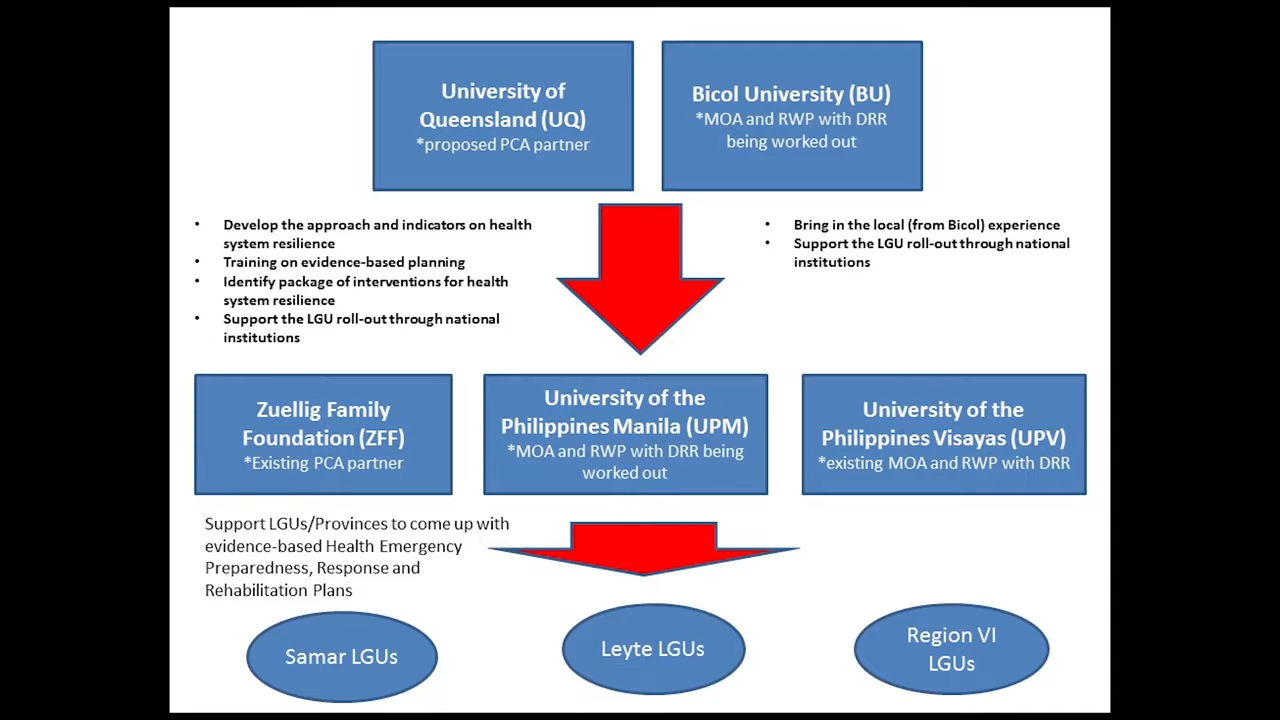 University of
Queensland (UQ)
*proposed PCA partner
Bicol University (BU)
*MOA and RWP with DRR
being worked out
• Develop the approach and indicators on health
system resilience
• Training on evidence-based planning
• Identify package of interventions for health
system resilience
• Support the LGU roll-out through national
institutions
• Bring in the local (from Bicol) experience
• Support the LGU roll-out through national
institutions
Zuellig Family
Foundation (ZFF)
*Existing PCA partner
University of the
Philippines Manila (UPM)
*MOA and RWP with DRR being
worked out
University of the
Philippines Visayas (UPV)
*existing MOA and RWP with DRR
Support LGUs/Provinces to come up with
evidence-based Health Emergency
Preparedness, Response and
Rehabilitation Plans
Samar LGUs
Leyte LGUs
Region VI
LGUs